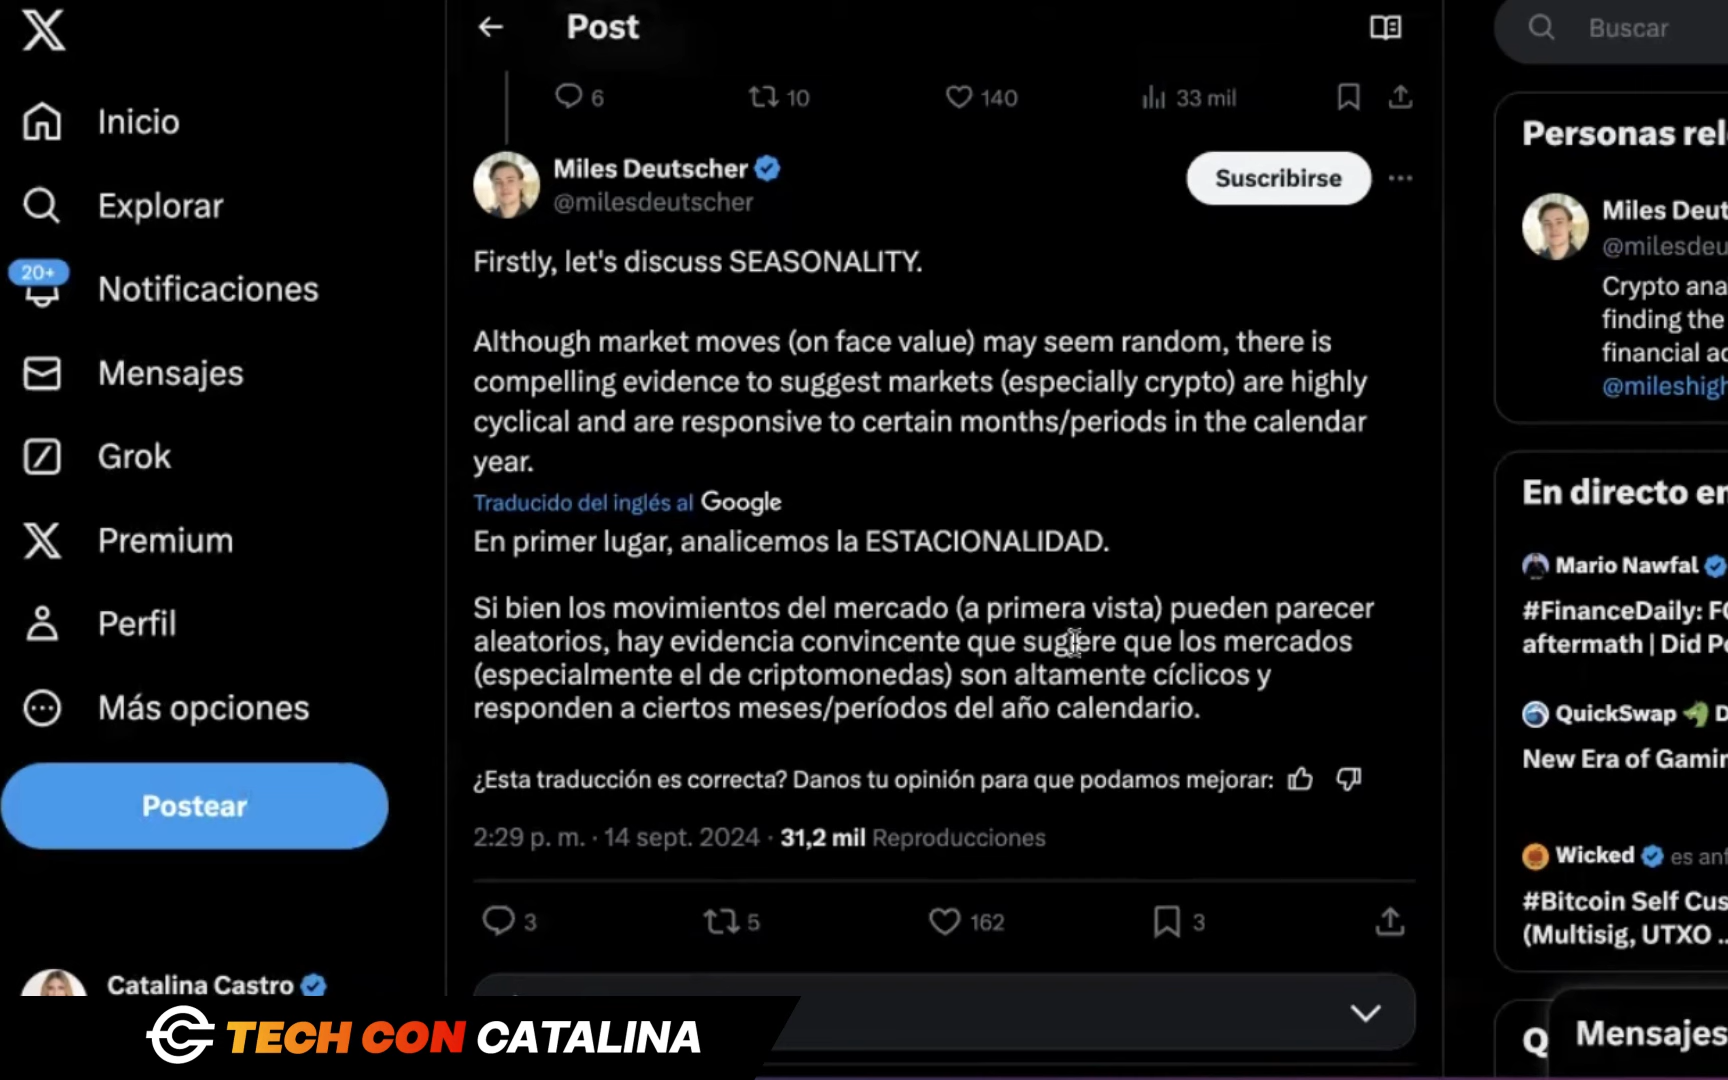 Post
Buscar
6
10
140
33 mil
Inicio
Explorar
20+
Notificaciones
Mensajes
Grok
Premium
Perfil
Más opciones
Postear
Catalina Castro
Miles Deutscher
@milesdeutscher
Suscribirse
Firstly, let's discuss SEASONALITY.
Although market moves (on face value) may seem random, there is
compelling evidence to suggest markets (especially crypto) are highly
cyclical and are responsive to certain months/periods in the calendar
year.
Traducido del inglés al Google
En primer lugar, analicemos la ESTACIONALIDAD.
Si bien los movimientos del mercado (a primera vista) pueden parecer
aleatorios, hay evidencia convincente que sugiere que los mercados
(especialmente el de criptomonedas) son altamente cíclicos y
responden a ciertos meses/períodos del año calendario.
¿Esta traducción es correcta? Danos tu opinión para que podamos mejorar:
2:29 p. m. · 14 sept. 2024 · 31,2 mil Reproducciones
3
5
162
3
Personas rel
Miles Deut
@milesdeu
Crypto ana
finding the
financial ad
@mileshigh
En directo en
Mario Nawfal
#FinanceDaily: FO
aftermath | Did Po
QuickSwap D
New Era of Gamin
Wicked es anf
#Bitcoin Self Cus
(Multisig, UTXO ..
Q
Mensajes
TECH CON CATALINA